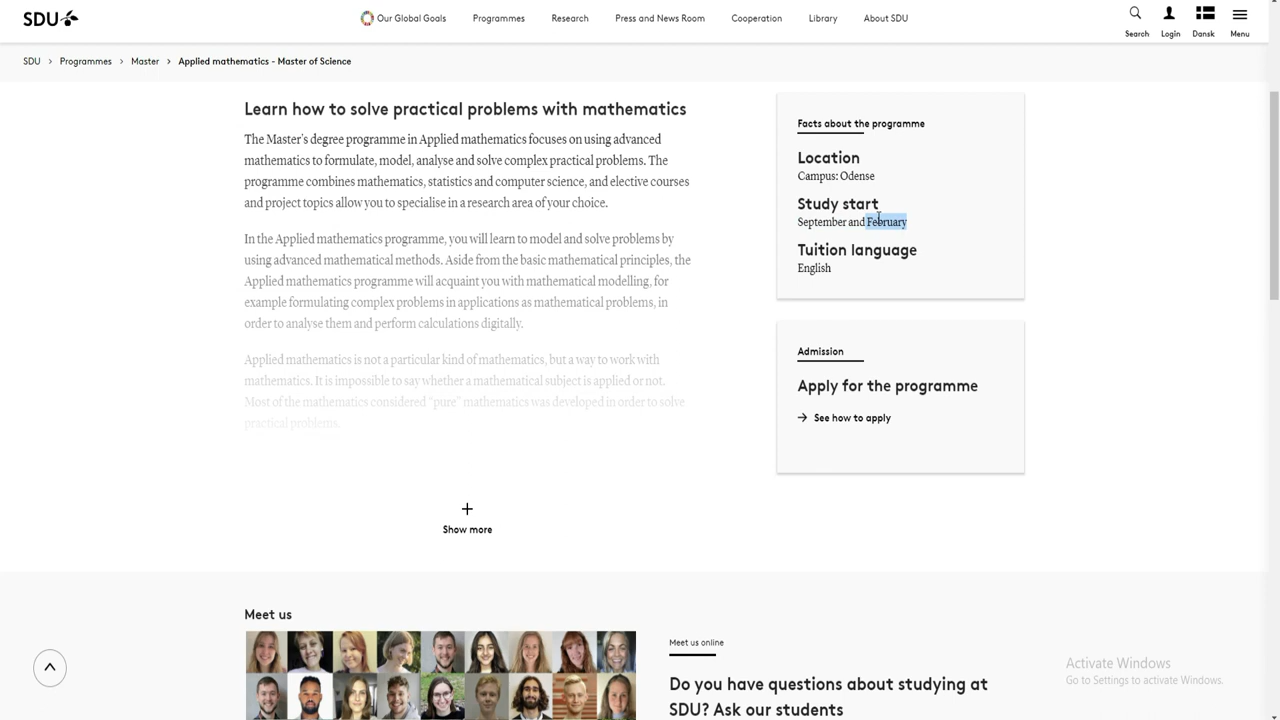 SDU
Our Global Goals
Programmes
Research
Press and News Room
Cooperation
Library
About SDU
Search
Login
Dansk
Menu
SDU > Programmes > Master > Applied mathematics - Master of Science
Learn how to solve practical problems with mathematics
The Master's degree programme in Applied mathematics focuses on using advanced
mathematics to formulate, model, analyse and solve complex practical problems. The
programme combines mathematics, statistics and computer science, and elective courses
and project topics allow you to specialise in a research area of your choice.
In the Applied mathematics programme, you will learn to model and solve problems by
using advanced mathematical methods. Aside from the basic mathematical principles, the
Applied mathematics programme will acquaint you with mathematical modelling, for
example formulating complex problems in applications as mathematical problems, in
order to analyse them and perform calculations digitally.
Applied mathematics is not a particular kind of mathematics, but a way to work with
mathematics. It is impossible to say whether a mathematical subject is applied or not.
Most of the mathematics considered "pure" mathematics was developed in order to solve
practical problems.
+
Show more
Facts about the programme
Location
Campus: Odense
Study start
September and February
Tuition language
English
Admission
Apply for the programme
→ See how to apply
Meet us
Meet us online
Do you have questions about studying at
SDU? Ask our students
Activate Windows
Go to Settings to activate Windows.